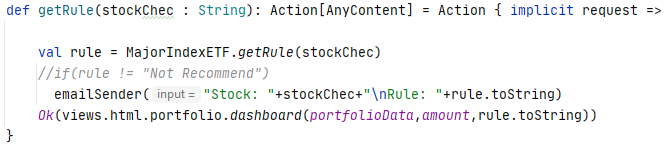 def getRule(stockChec : String): Action[AnyContent] = Action { implicit request =>
val rule = MajorIndexETF.getRule(stockChec)
//if(rule != "Not Recommend")
emailSender( input = "Stock: "+stockChec+"\nRule: "+rule.toString)
Ok(views.html.portfolio.dashboard(portfolioData,amount,rule.toString))
}